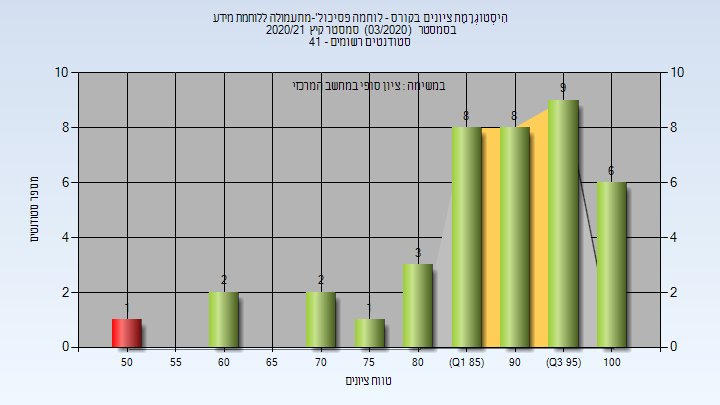 הִיסְטוֹגְרַמַת ציונים בקורס - לוחמה פסיכול'-מתעמולה ללוחמת מידע
בסמסטר (03/2020) סמסטר קיץ 2020/21
סטודנטים רשומים - 41
במשימה : ציון סופי במחשב המרכזי
10 10
8 8
6 6
4 4
2 2
0 0
1 2 2 1 3 8 8 9 6
מספר סטודנטים
50 55 60 65 70 75 80 (Q1 85) 90 (Q3 95) 100
טווח ציונים